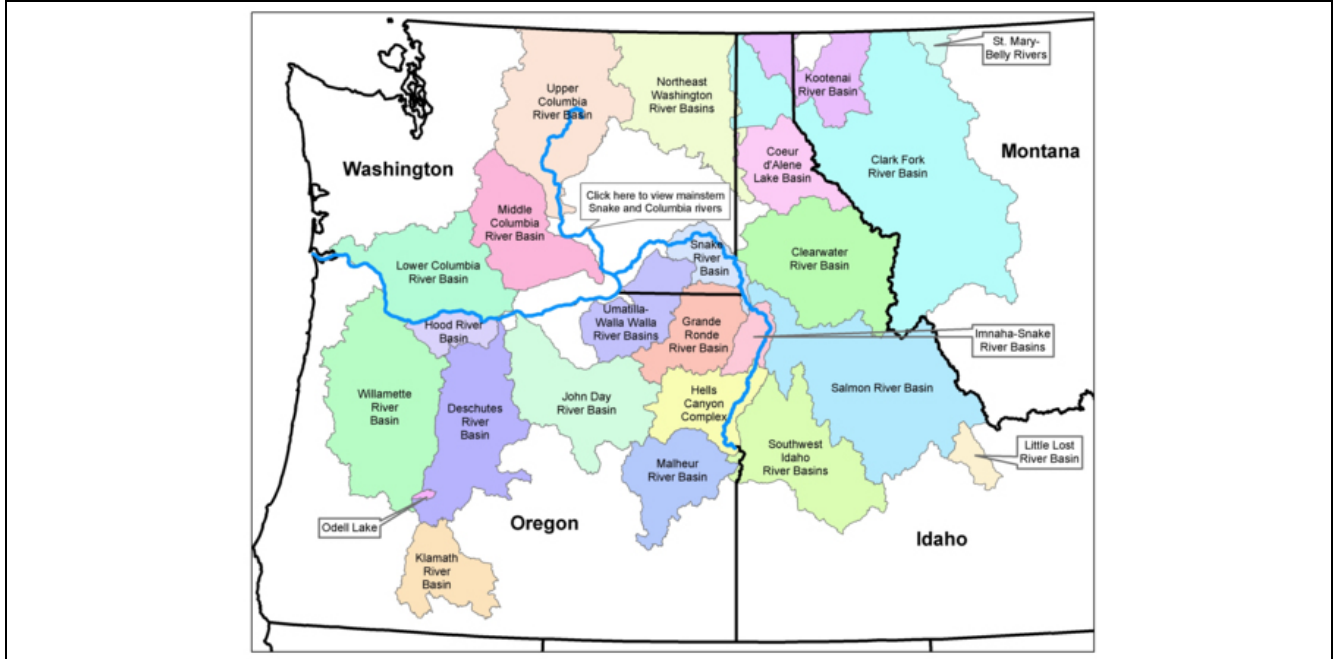 St. Mary-
Belly Rivers
Kootenai
River Basin
Upper
Columbia
River Basin
Northeast
Washington
River Basins
Coeur
d'Alene
Lake Basin
Clark Fork
River Basin
Montana
Washington
Click here to view mainstem
Snake and Columbia rivers
Middle
Columbia
River Basin
Snake
River
Basin
Clearwater
River Basin
Lower Columbia
River Basin
Hood River
Basin
Umatilla-
Walla Walla
River Basins
Grande
Ronde
River Basin
Imnaha-Snake
River Basins
Willamette
River
Basin
Deschutes
River
Basin
John Day
River Basin
Hells
Canyon
Complex
Salmon River Basin
Malheur
River Basin
Southwest
Idaho
River Basins
Little Lost
River Basin
Odell Lake
Oregon
Idaho
Klamath
River
Basin